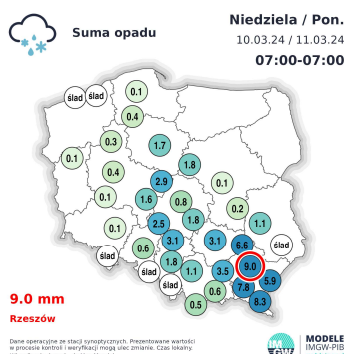 Suma opadu
Niedziela / Pon.
10.03.24 / 11.03.24
07:00-07:00
ślad
ślad
0.1
0.4
0.3
1.7
0.1
1.8
0.4
2.9
0.1
0.1
1.6
0.8
0.2
2.5
1.8
1.1
0.1
3.1
3.1
6.6
ślad
0.6
ślad
1.8
1.1
3.5
9.0
5.9
ślad
ślad
0.6
7.8
0.5
8.3
9.0 mm
Rzeszów
Dane operacyjne ze stacji synoptycznych. Prezentowane wartości
w procesie kontroli i weryfikacji mogą ulec zmianie. Czas lokalny.
IM
GW
MODELE
IMGW-PIB